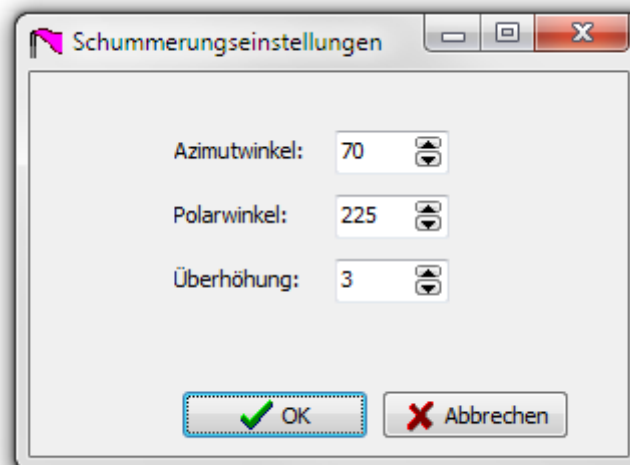 Schummerungseinstellungen
Azimutwinkel: 70
Polarwinkel: 225
Überhöhung: 3
OK Abbrechen